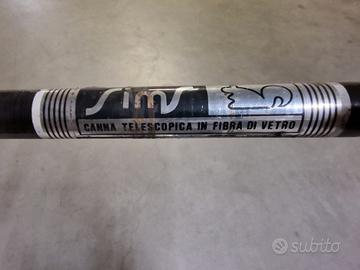 Sims
CANNA TELESCOPICA IN FIBRA DI VETRO
subito